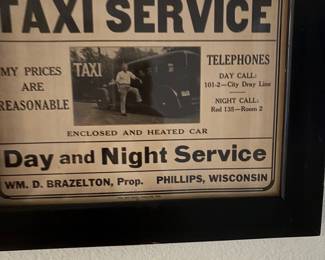 TAXI SERVICE
MY PRICES
ARE
REASONABLE
TAXI
TELEPHONES
DAY CALL:
101-2—City Dray Line
NIGHT CALL:
Red 138—Room 2
ENCLOSED AND HEATED CAR
Day and Night Service
WM. D. BRAZELTON, Prop. PHILLIPS, WISCONSIN